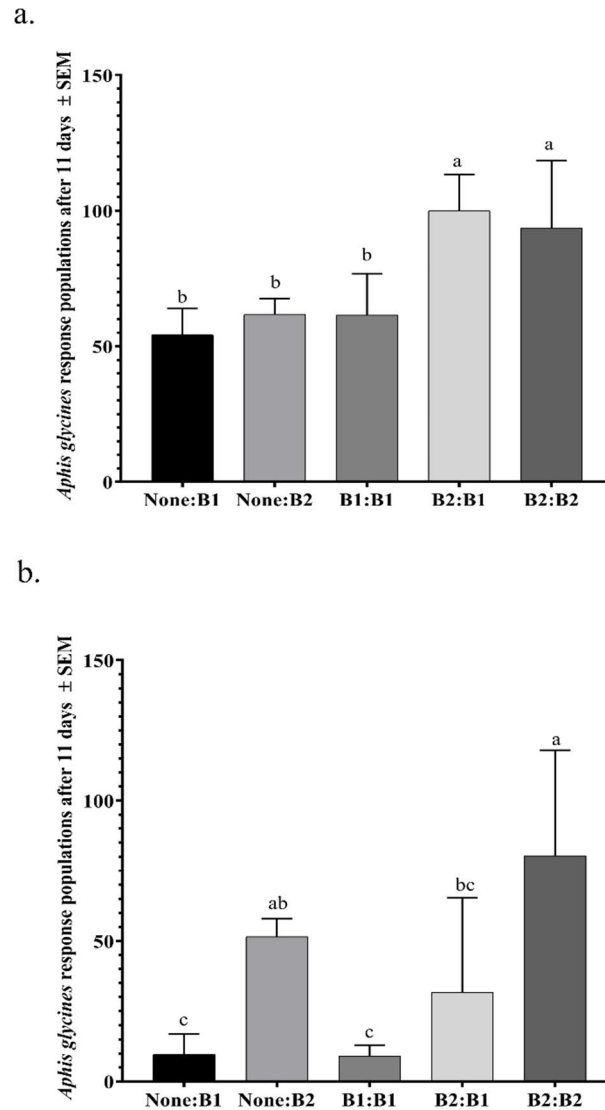 a.
Aphis glycines response populations after 11 days ± SEM
150
100
50
0
b
b
b
a
a
None:B1 None:B2 B1:B1 B2:B1 B2:B2
b.
Aphis glycines response populations after 11 days ± SEM
150
100
50
0
c
ab
c
bc
a
None:B1 None:B2 B1:B1 B2:B1 B2:B2